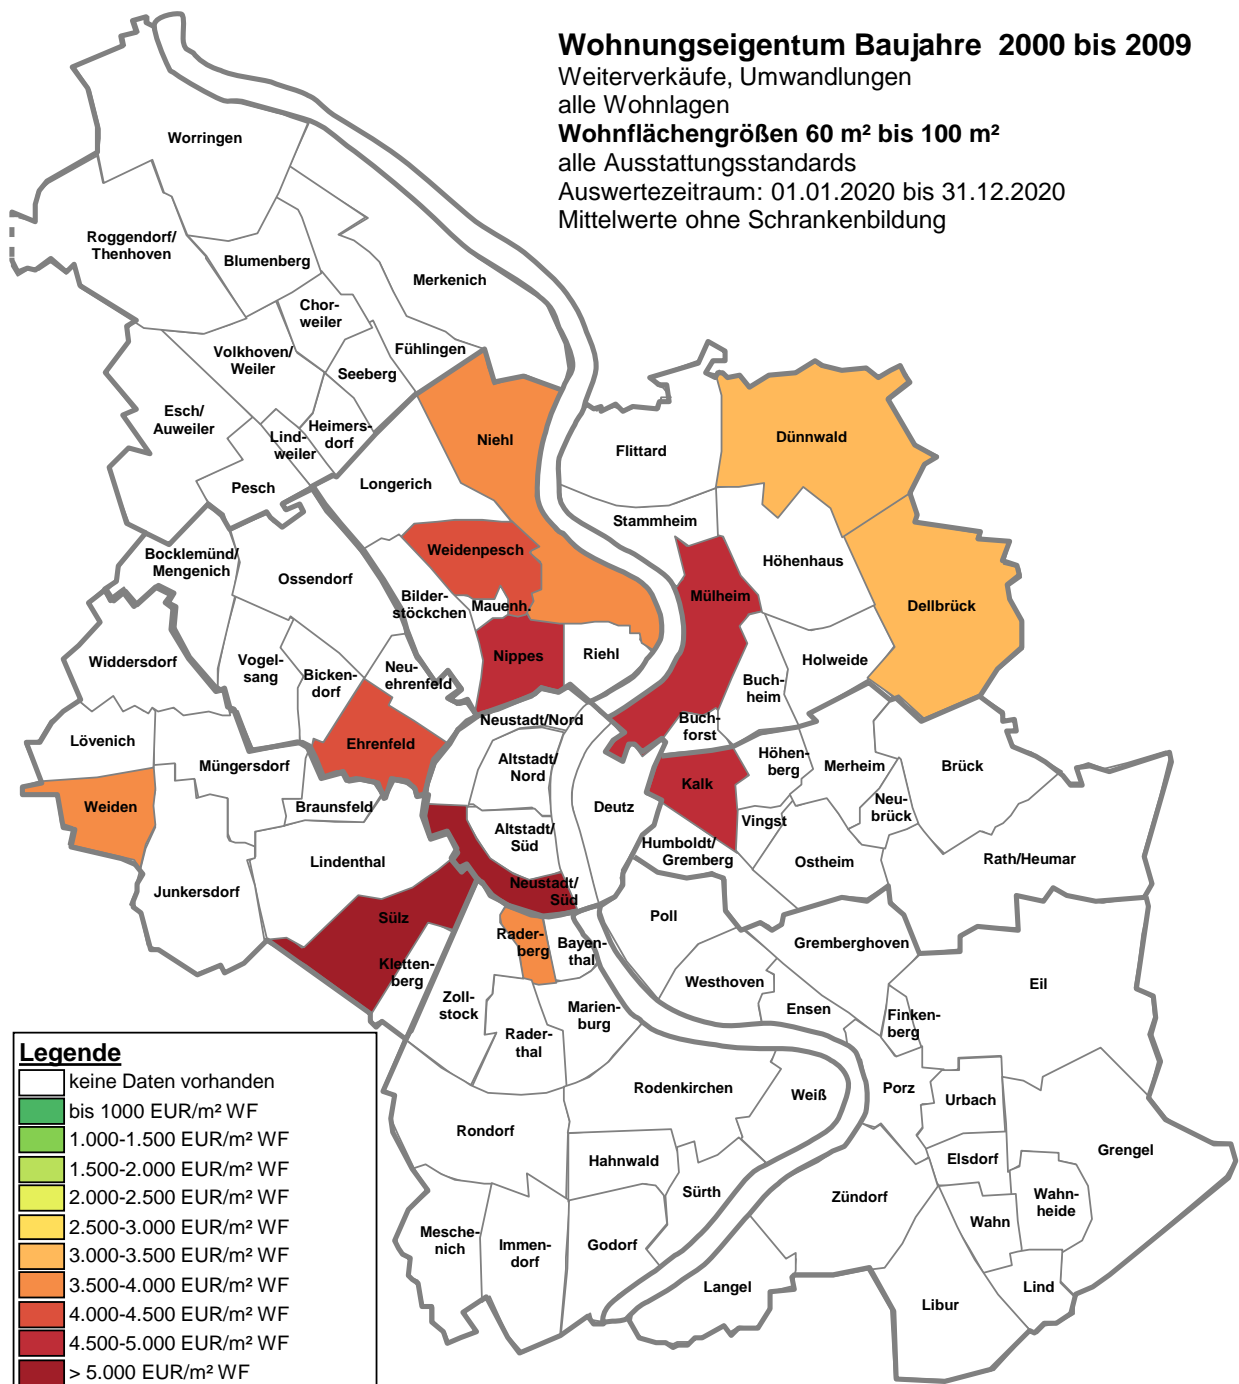 Wohnungseigentum Baujahre 2000 bis 2009
Weiterverkäufe, Umwandlungen
alle Wohnlagen
Wohnflächengrößen 60 m² bis 100 m²
alle Ausstattungsstandards
Auswertezeitraum: 01.01.2020 bis 31.12.2020
Mittelwerte ohne Schrankenbildung
Worringen
Roggendorf/
Thenhoven
Blumenberg
Merkenich
Chor-
weiler
Fühlingen
Volkhoven/
Weiler
Seeberg
Esch/
Auweiler
Heimers-
dorf
Lind-
weiler
Pesch
Niehl
Longerich
Flittard
Dünnwald
Stammheim
Höhenhaus
Dellbrück
Bocklemünd/
Mengenich
Ossendorf
Weidenpesch
Bilder-
stöckchen
Mauenh.
Mülheim
Nippes
Riehl
Holweide
Widdersdorf
Vogel-
sang
Bicken-
dorf
Neu-
ehrenfeld
Buch-
heim
Buch-
forst
Neustadt/Nord
Lövenich
Müngersdorf
Ehrenfeld
Altstadt/
Nord
Höhen-
berg
Merheim
Brück
Kalk
Deutz
Neu-
brück
Weiden
Braunsfeld
Vingst
Altstadt/
Süd
Humboldt/
Gremberg
Ostheim
Rath/Heumar
Lindenthal
Junkersdorf
Neustadt/
Süd
Sülz
Poll
Rader-
berg
Bayen-
thal
Gremberghoven
Kletten-
berg
Westhoven
Eil
Zoll-
stock
Marien-
burg
Ensen
Finken-
berg
Rader-
thal
Rodenkirchen
Weiß
Porz
Urbach
Rondorf
Hahnwald
Elsdorf
Grengel
Sürth
Zündorf
Wahn-
heide
Wahn
Mesche-
nich
Immen-
dorf
Godorf
Langel
Lind
Libur
Legende
keine Daten vorhanden
bis 1000 EUR/m² WF
1.000-1.500 EUR/m² WF
1.500-2.000 EUR/m² WF
2.000-2.500 EUR/m² WF
2.500-3.000 EUR/m² WF
3.000-3.500 EUR/m² WF
3.500-4.000 EUR/m² WF
4.000-4.500 EUR/m² WF
4.500-5.000 EUR/m² WF
> 5.000 EUR/m² WF